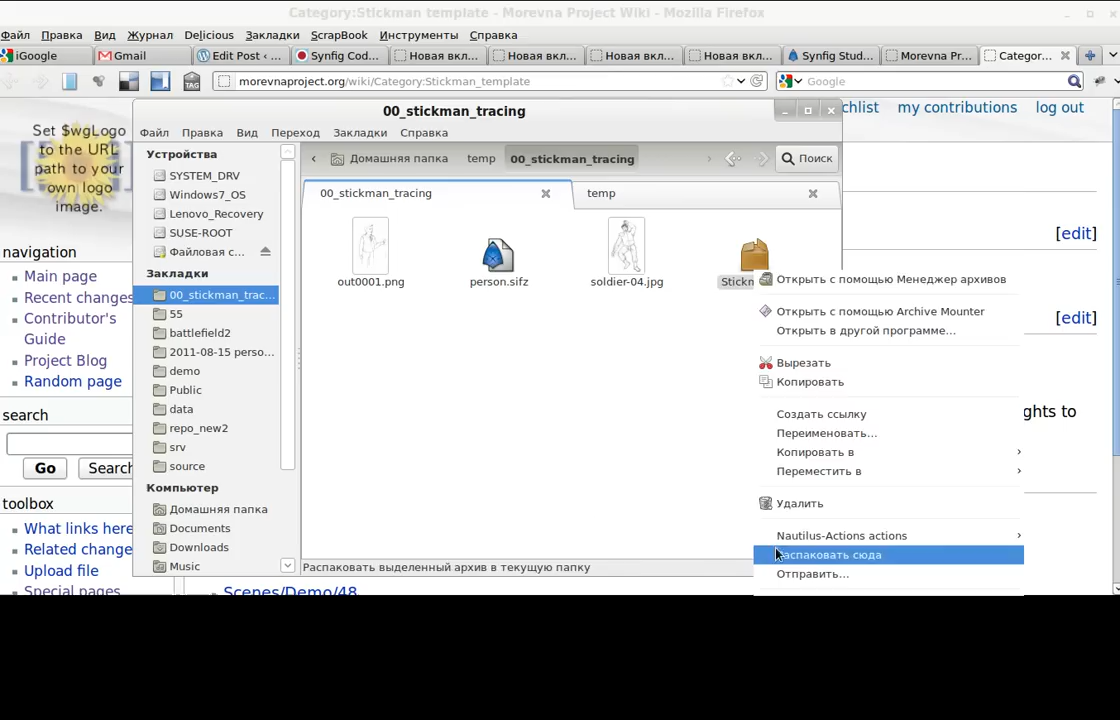 Category:Stickman template - Morevna Project Wiki - Mozilla Firefox
Файл Правка Вид Журнал Delicious Закладки ScrapBook Инструменты Справка
iGoogle Gmail Edit Post ‹ ... Synfig Cod... Новая вкл... Новая вкл... Новая вкл... Новая вкл... Synfig Stud... Morevna Pr... Categor...
morevnaproject.org/wiki/Category:Stickman_template Google
chlist my contributions log out
Set $wgLogo
to the URL
path to your
own logo
image.
navigation
Main page
Recent changes
Contributor's
Guide
Project Blog
Random page
search
Go Search
toolbox
What links here
Related change
Upload file
Special pages
00_stickman_tracing
Файл Правка Вид Переход Закладки Справка
Устройства
SYSTEM_DRV
Windows7_OS
Lenovo_Recovery
SUSE-ROOT
Файловая с...
Закладки
00_stickman_trac...
55
battlefield2
2011-08-15 perso...
demo
Public
data
repo_new2
srv
source
Компьютер
Домашняя папка
Documents
Downloads
Music
Домашняя папка temp 00_stickman_tracing Поиск
00_stickman_tracing temp
out0001.png person.sifz soldier-04.jpg Stickn
Открыть с помощью Менеджер архивов
Открыть с помощью Archive Mounter
Открыть в другой программе...
Вырезать
Копировать
Создать ссылку
Переименовать...
Копировать в
Переместить в
Удалить
Nautilus-Actions actions
Распаковать сюда
Отправить...
Распаковать выделенный архив в текущую папку
[edit]
[edit]
ghts to
Scenes/Demo/48